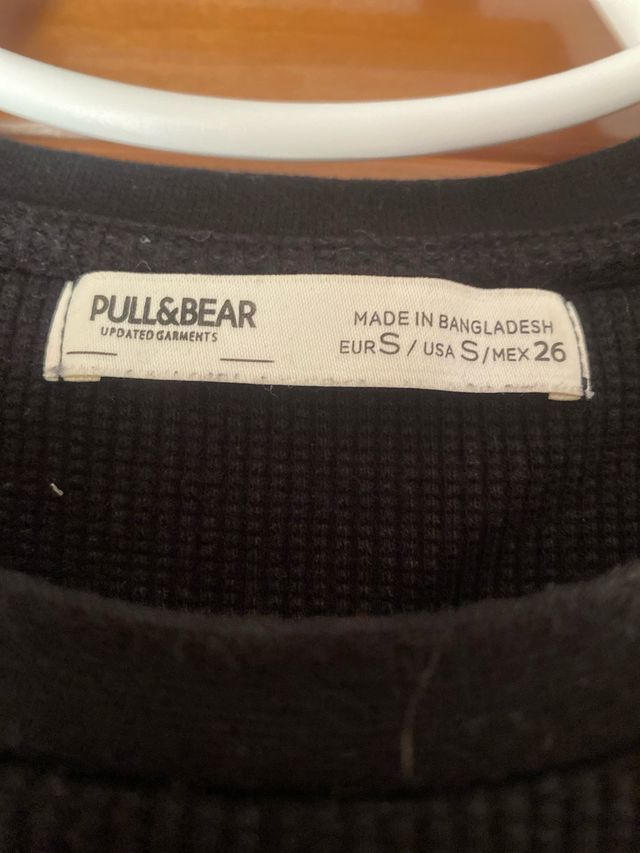 PULL&BEAR
UPDATED GARMENTS
MADE IN BANGLADESH
EUR S / USA S / MEX 26